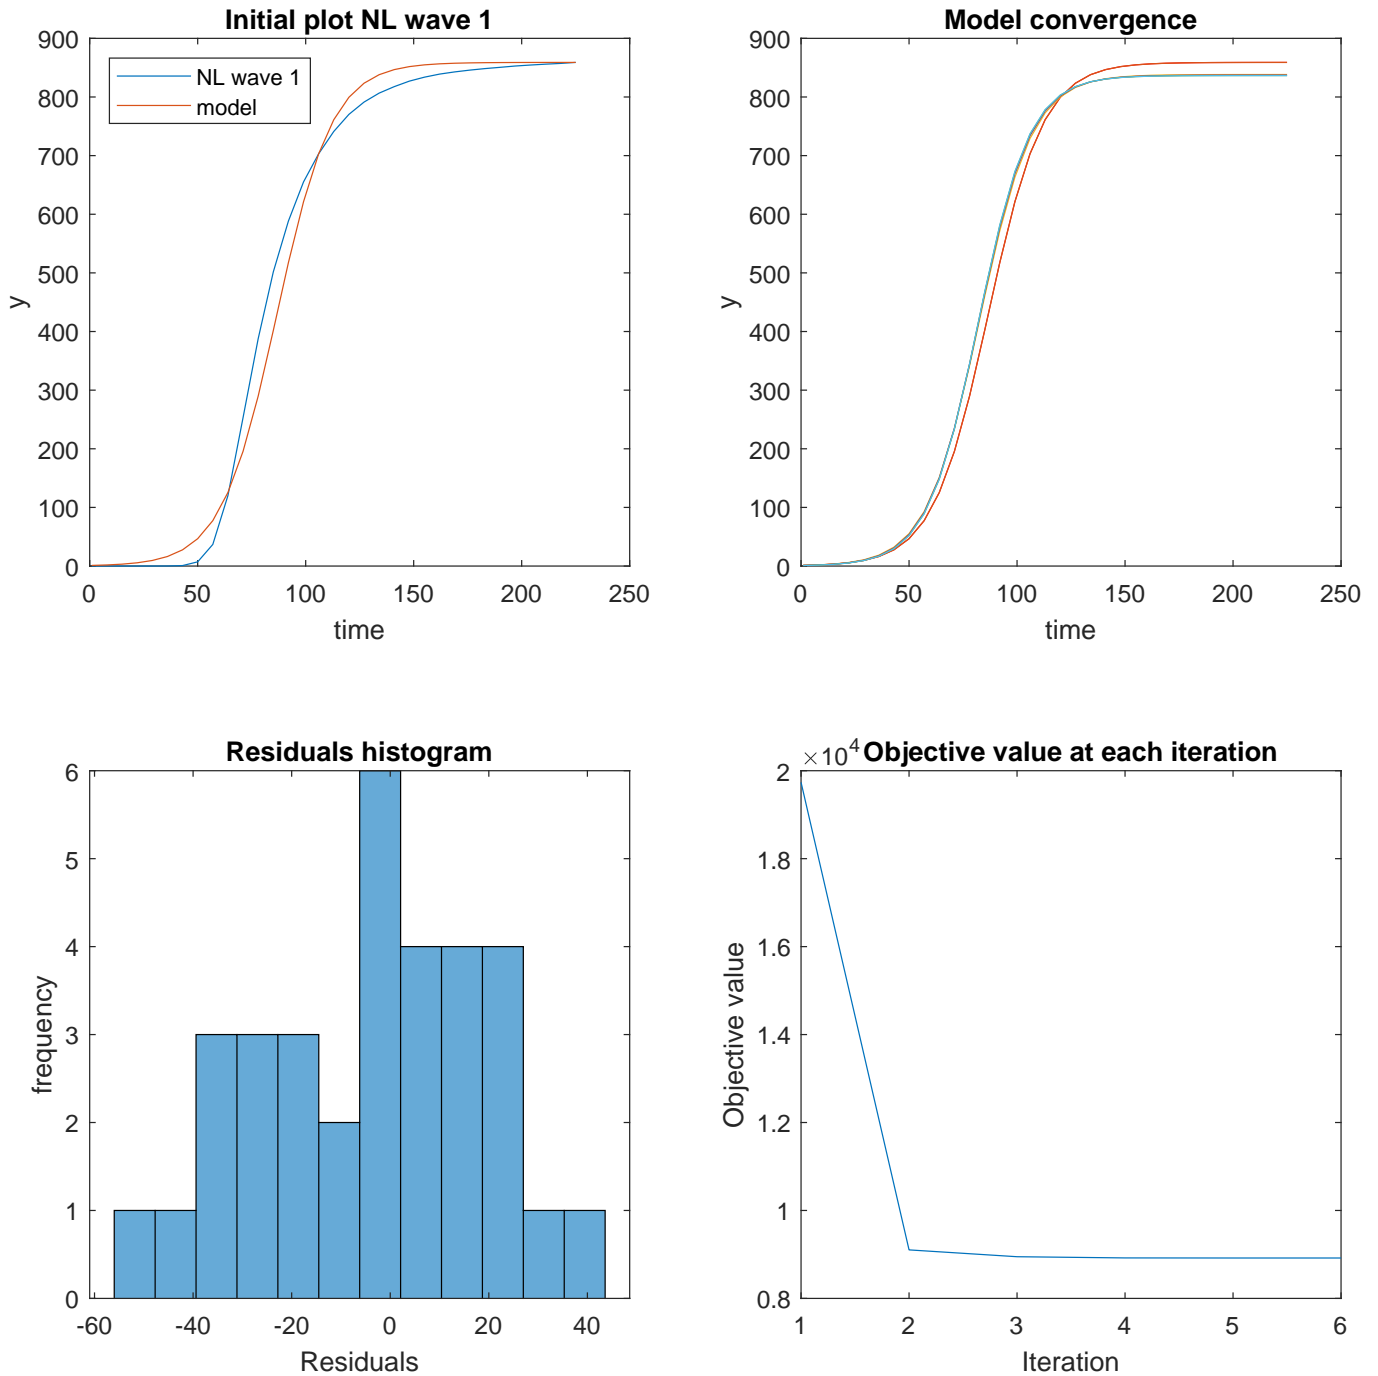 Initial plot NL wave 1
900
800
700
600
500
400
300
200
100
0
y
NL wave 1
model
0 50 100 150 200 250
time
Model convergence
900
800
700
600
500
400
300
200
100
0
y
0 50 100 150 200 250
time
Residuals histogram
6
5
4
3
2
1
0
frequency
-60 -40 -20 0 20 40
Residuals
×10⁴ Objective value at each iteration
2
1.8
1.6
1.4
1.2
1
0.8
Objective value
1 2 3 4 5 6
Iteration